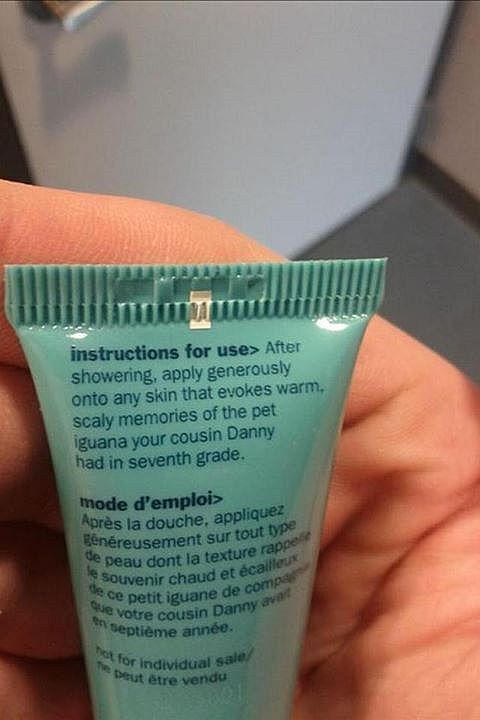 instructions for use> After
showering, apply generously
onto any skin that evokes warm,
scaly memories of the pet
iguana your cousin Danny
had in seventh grade.
mode d'emploi>
Après la douche, appliquez
généreusement sur tout type
de peau dont la texture rappelle
le souvenir chaud et écailleux
de ce petit iguane de compagnie
que votre cousin Danny avait
en septième année.
not for individual sale/
ne peut être vendu